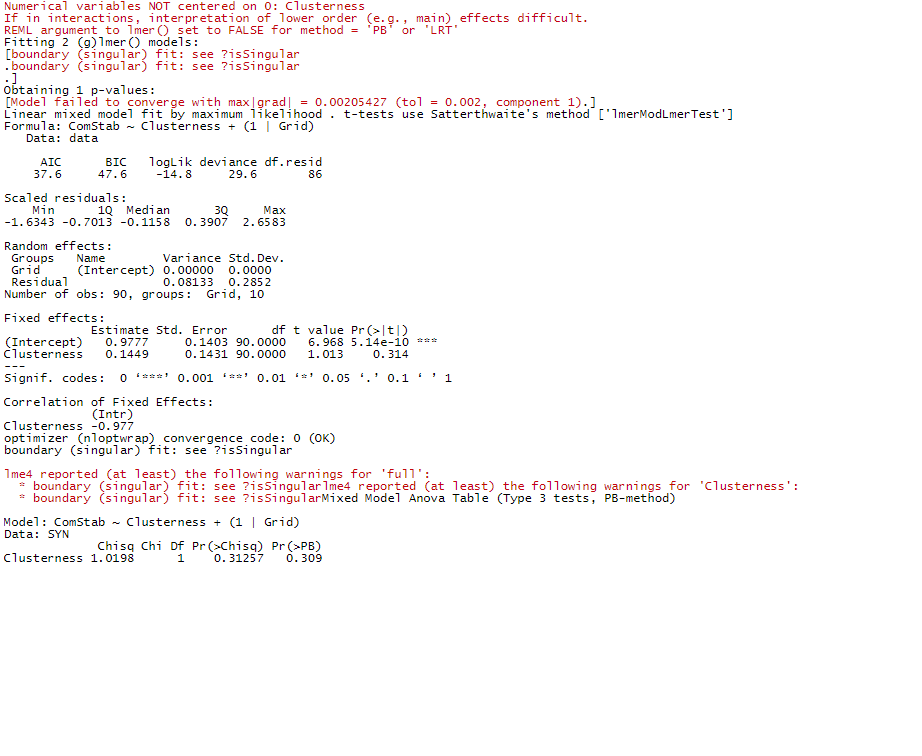 Numerical variables NOT centered on 0: Clusterness
If in interactions, interpretation of lower order (e.g., main) effects difficult.
REML argument to lmer() set to FALSE for method = 'PB' or 'LRT'
Fitting 2 (g)lmer() models:
[boundary (singular) fit: see ?isSingular
.boundary (singular) fit: see ?isSingular
.]
Obtaining 1 p-values:
[Model failed to converge with max|grad| = 0.00205427 (tol = 0.002, component 1).]
Linear mixed model fit by maximum likelihood . t-tests use Satterthwaite's method ['lmerModLmerTest']
Formula: ComStab ~ Clusterness + (1 | Grid)
   Data: data

     AIC      BIC   logLik deviance df.resid
    37.6     47.6    -14.8     29.6       86

Scaled residuals:
    Min      1Q  Median      3Q     Max
-1.6343 -0.7013 -0.1158  0.3907  2.6583

Random effects:
 Groups   Name        Variance Std.Dev.
 Grid     (Intercept) 0.00000  0.0000
 Residual             0.08133  0.2852
Number of obs: 90, groups:  Grid, 10

Fixed effects:
            Estimate Std. Error      df t value Pr(>|t|)
(Intercept)   0.9777     0.1403 90.0000   6.968 5.14e-10 ***
Clusterness   0.1449     0.1431 90.0000   1.013    0.314
---
Signif. codes:  0 ‘***’ 0.001 ‘**’ 0.01 ‘*’ 0.05 ‘.’ 0.1 ‘ ’ 1

Correlation of Fixed Effects:
            (Intr)
Clusterness -0.977
optimizer (nloptwrap) convergence code: 0 (OK)
boundary (singular) fit: see ?isSingular

lme4 reported (at least) the following warnings for 'full':
  * boundary (singular) fit: see ?isSingularlme4 reported (at least) the following warnings for 'Clusterness':
  * boundary (singular) fit: see ?isSingularMixed Model Anova Table (Type 3 tests, PB-method)

Model: ComStab ~ Clusterness + (1 | Grid)
Data: SYN
             Chisq Chi Df Pr(>Chisq) Pr(>PB)
Clusterness 1.0198      1    0.31257   0.309